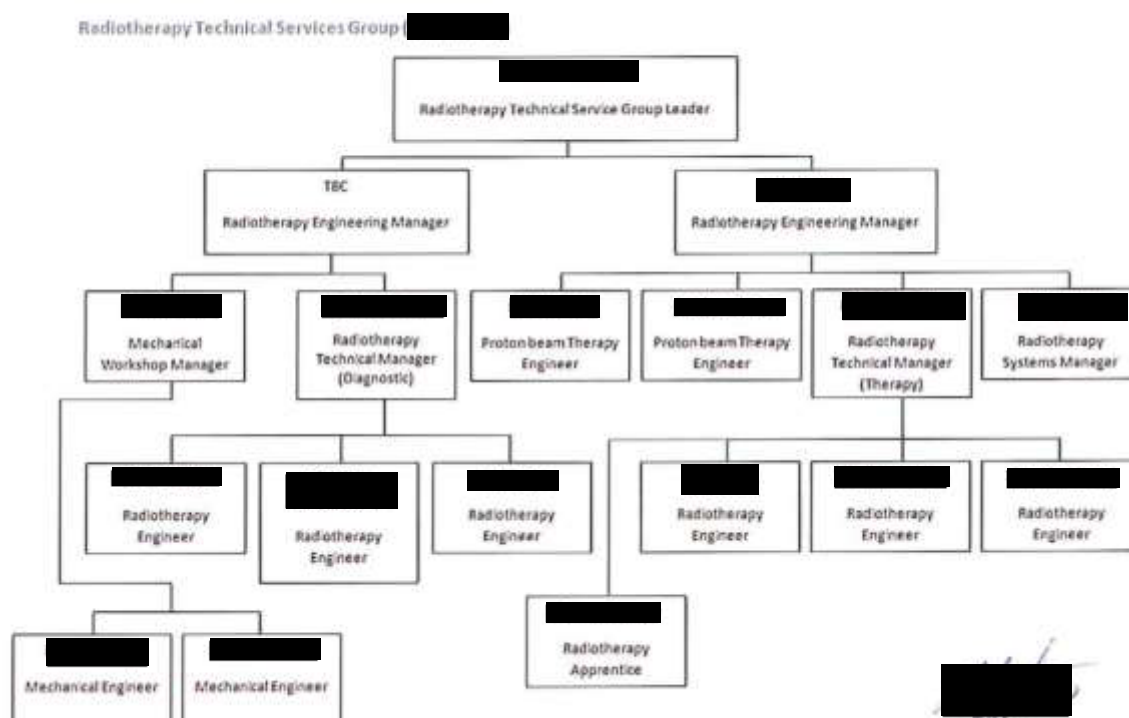 Radiotherapy Technical Services Group (
Radiotherapy Technical Service Group Leader
TBC
Radiotherapy Engineering Manager
Radiotherapy Engineering Manager
Mechanical
Workshop Manager
Radiotherapy
Technical Manager
(Diagnostic)
Proton beam Therapy
Engineer
Proton beam Therapy
Engineer
Radiotherapy
Technical Manager
(Therapy)
Radiotherapy
Systems Manager
Radiotherapy
Engineer
Radiotherapy
Engineer
Radiotherapy
Engineer
Radiotherapy
Engineer
Radiotherapy
Engineer
Radiotherapy
Engineer
Radiotherapy
Apprentice
Mechanical Engineer
Mechanical Engineer